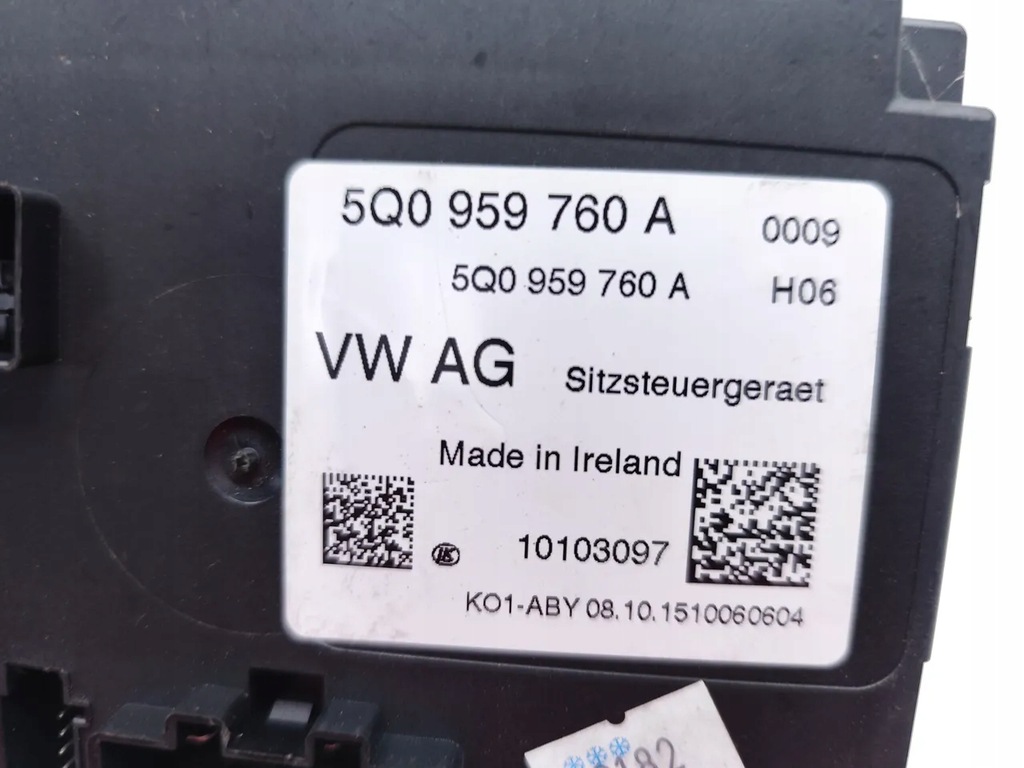 5Q0 959 760 A 0009
5Q0 959 760 A H06
VW AG Sitzsteuergeraet
Made in Ireland
10103097
KO1-ABY 08.10.1510060604